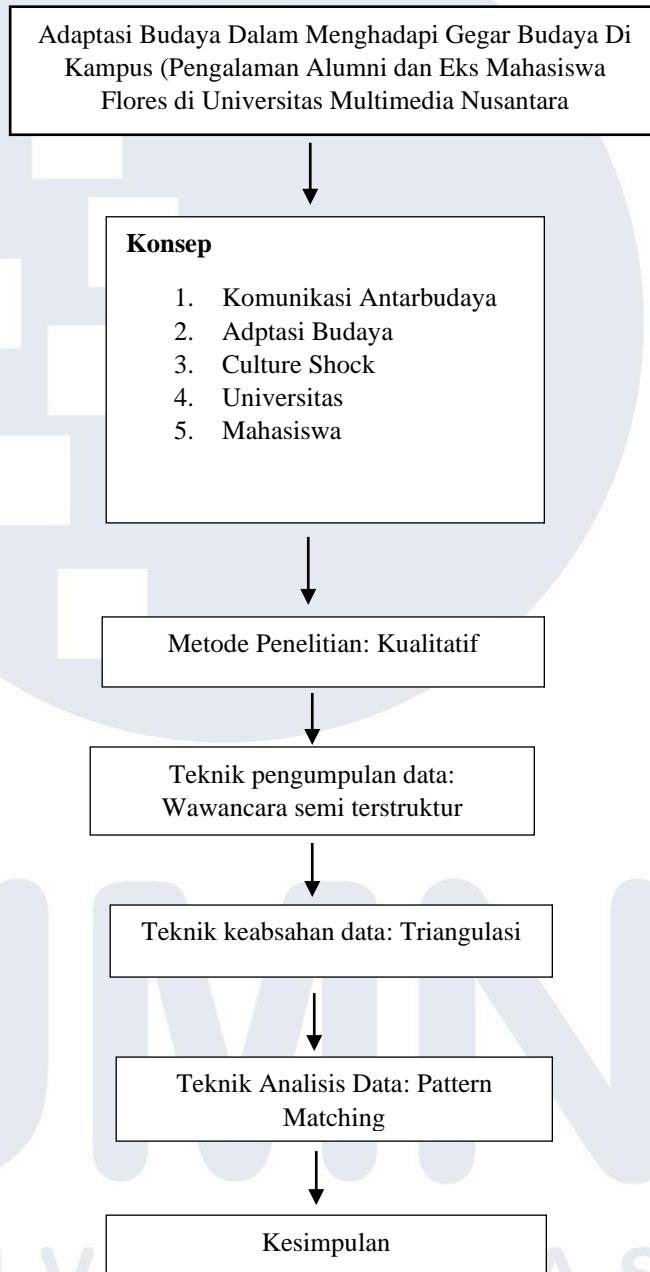 Adaptasi Budaya Dalam Menghadapi Gegar Budaya Di
Kampus (Pengalaman Alumni dan Eks Mahasiswa
Flores di Universitas Multimedia Nusantara
Konsep
1. Komunikasi Antarbudaya
2. Adptasi Budaya
3. Culture Shock
4. Universitas
5. Mahasiswa
Metode Penelitian: Kualitatif
Teknik pengumpulan data:
Wawancara semi terstruktur
Teknik keabsahan data: Triangulasi
Teknik Analisis Data: Pattern
Matching
Kesimpulan
UMN